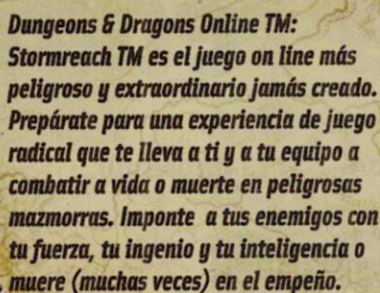 Dungeons & Dragons Online TM:
Stormreach TM es el juego on line más
peligroso y extraordinario jamás creado.
Prepárate para una experiencia de juego
radical que te lleva a ti y a tu equipo a
combatir a vida o muerte en peligrosas
mazmorras. Imponte a tus enemigos con
tu fuerza, tu ingenio y tu inteligencia o
muere (muchas veces) en el empeño.